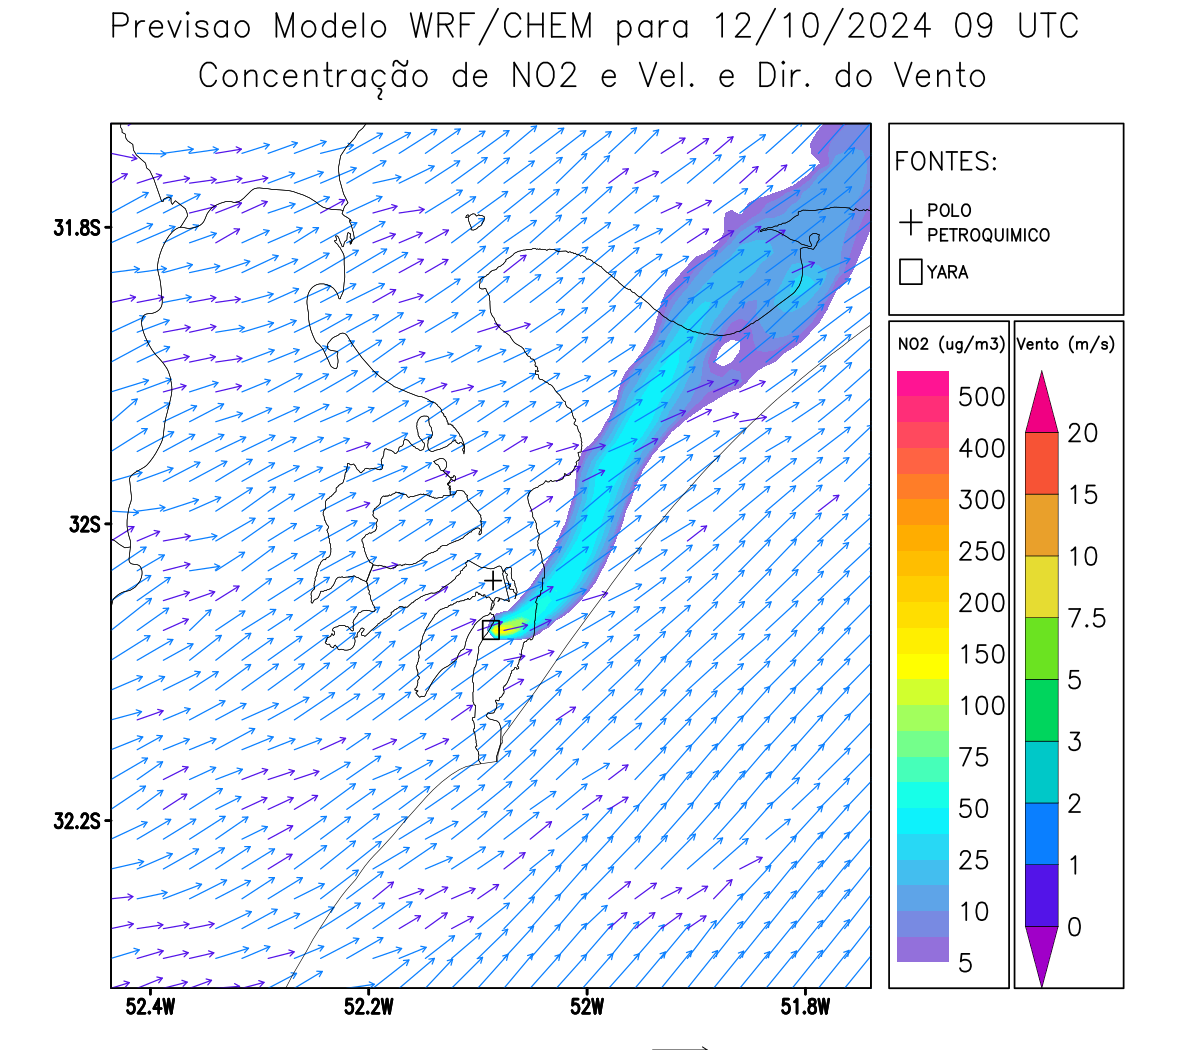 Previsao Modelo WRF/CHEM para 12/10/2024 09 UTC
Concentração de NO2 e Vel. e Dir. do Vento
FONTES:
POLO
PETROQUIMICO
YARA
NO2 (ug/m3)
500
400
300
250
200
150
100
75
50
25
10
5
Vento (m/s)
20
15
10
7.5
5
3
2
1
0
31.8S
32S
32.2S
52.4W
52.2W
52W
51.8W